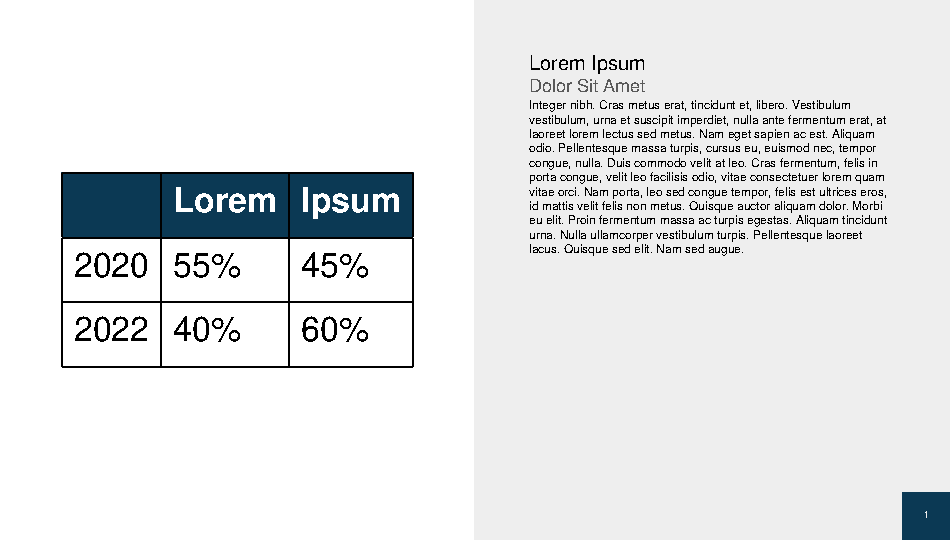 Lorem Ipsum
2020 55% 45%
2022 40% 60%
Lorem Ipsum
Dolor Sit Amet
Integer nibh. Cras metus erat, tincidunt et, libero. Vestibulum
vestibulum, urna et suscipit imperdiet, nulla ante fermentum erat, at
laoreet lorem lectus sed metus. Nam eget sapien ac est. Aliquam
odio. Pellentesque massa turpis, cursus eu, euismod nec, tempor
congue, nulla. Duis commodo velit at leo. Cras fermentum, felis in
porta congue, velit leo facilisis odio, vitae consectetuer lorem quam
vitae orci. Nam porta, leo sed congue tempor, felis est ultrices eros,
id mattis velit felis non metus. Quisque auctor aliquam dolor. Morbi
eu elit. Proin fermentum massa ac turpis egestas. Aliquam tincidunt
urna. Nulla ullamcorper vestibulum turpis. Pellentesque laoreet
lacus. Quisque sed elit. Nam sed augue.
1